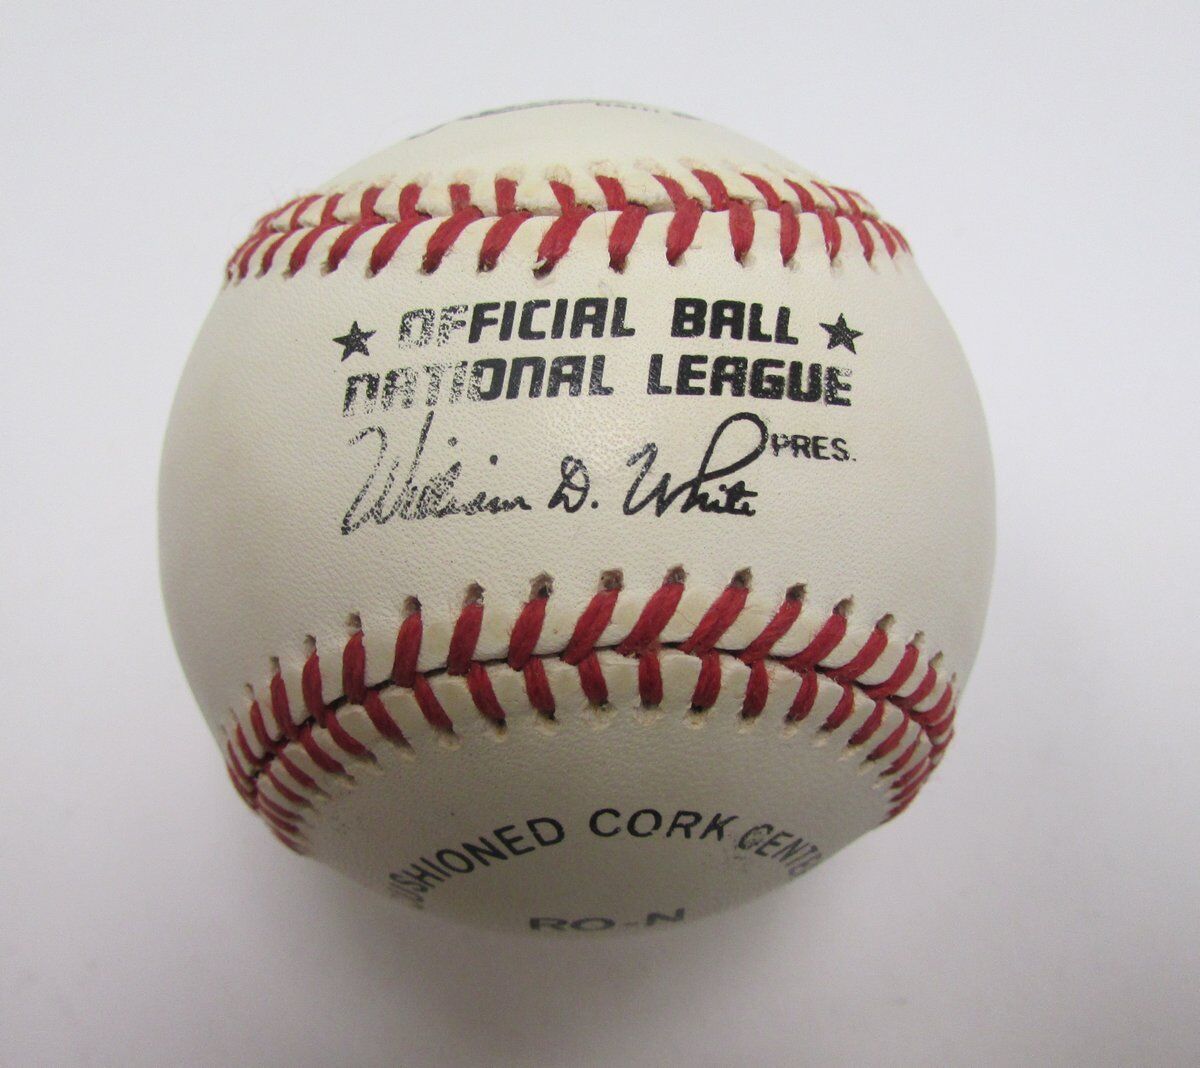 ★ OFFICIAL BALL ★
NATIONAL LEAGUE
William D. White PRES.
CUSHIONED CORK CENTER
RO-N